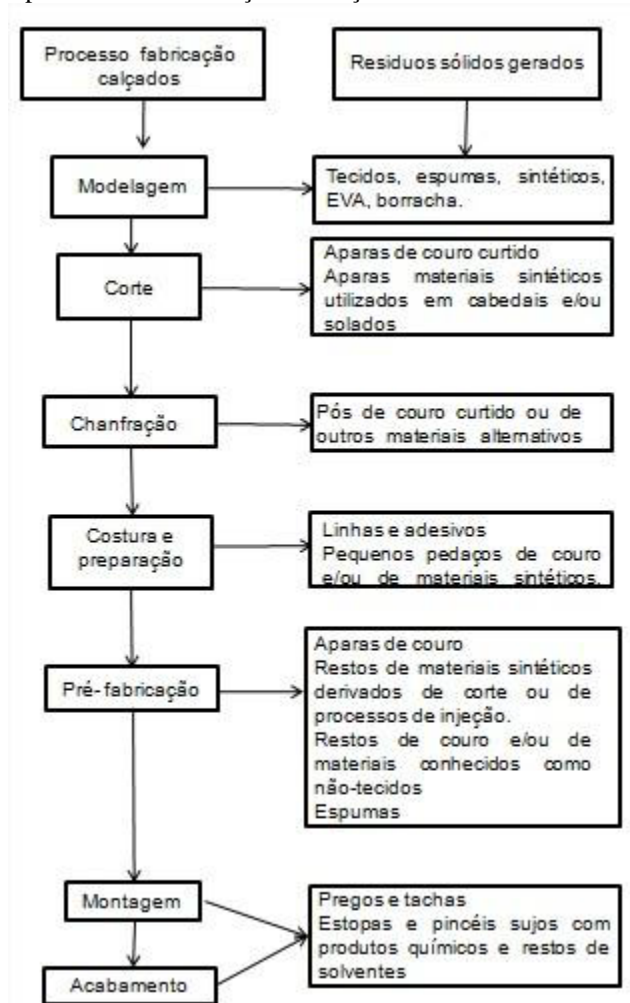 Processo fabricação
calçados
Residuos sólidos gerados
Modelagem
Tecidos, espumas, sintéticos,
EVA, borracha.
Corte
Aparas de couro curtido
Aparas materiais sintéticos
utilizados em cabedais e/ou
solados
Chanfração
Pós de couro curtido ou de
outros materiais alternativos
Costura e
preparação
Linhas e adesivos
Pequenos pedaços de couro
e/ou de materiais sintéticos.
Pré-fabricação
Aparas de couro
Restos de materiais sintéticos
derivados de corte ou de
processos de injeção.
Restos de couro e/ou de
materiais conhecidos como
não-tecidos
Espumas
Montagem
Pregos e tachas
Estopas e pincéis sujos com
produtos químicos e restos de
solventes
Acabamento